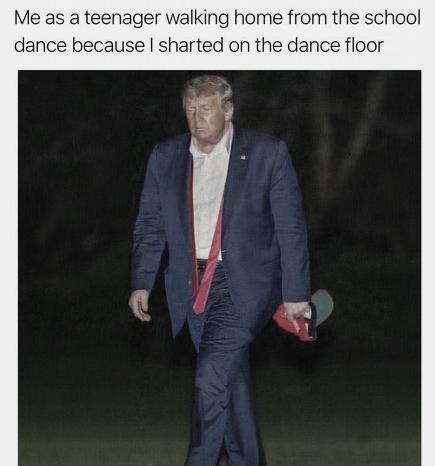 Me as a teenager walking home from the school
dance because I sharted on the dance floor